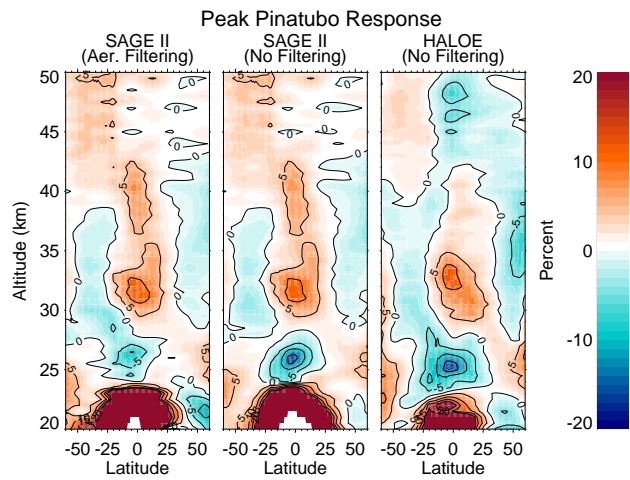 Peak Pinatubo Response
SAGE II
(Aer. Filtering)
SAGE II
(No Filtering)
HALOE
(No Filtering)
50
45
40
35
30
25
20
Altitude (km)
-50 -25 0 25 50
Latitude
-50 -25 0 25 50
Latitude
-50 -25 0 25 50
Latitude
20
10
0
-10
-20
Percent